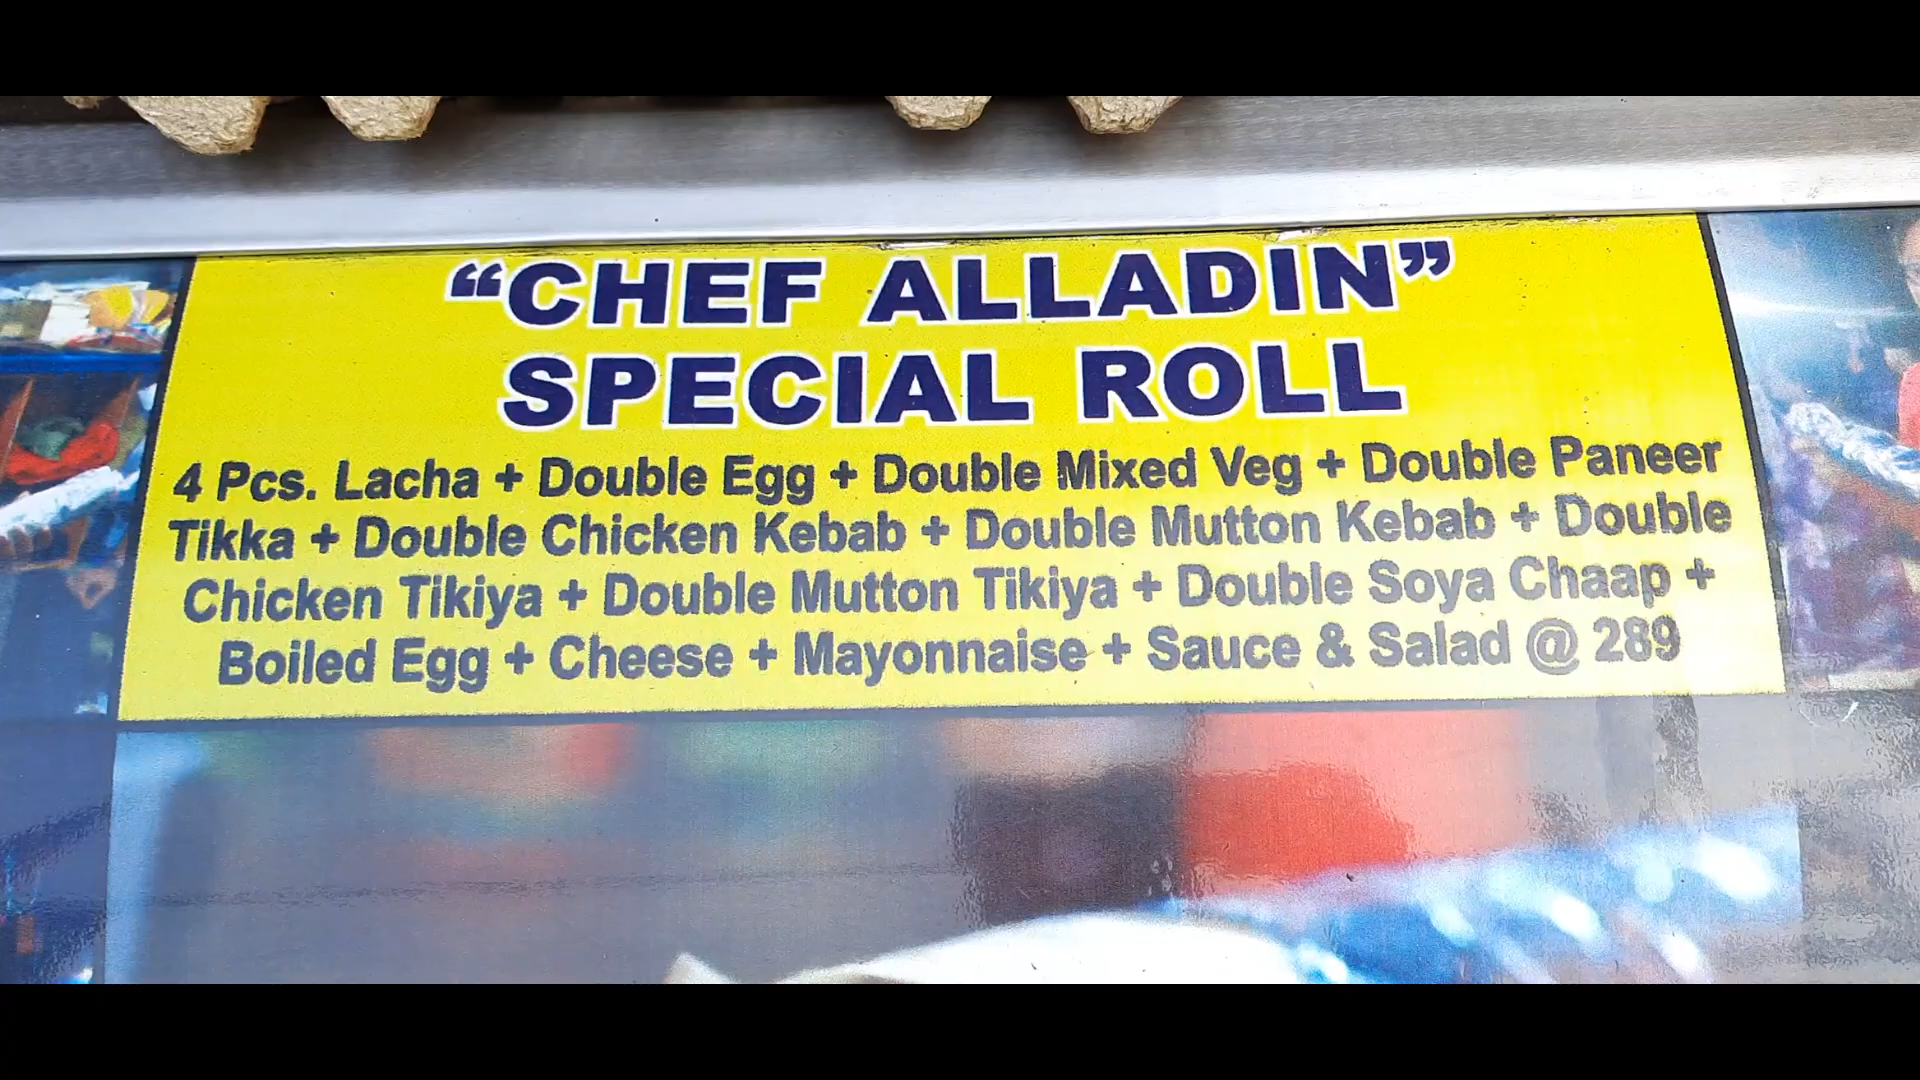 “CHEF ALLADIN”
SPECIAL ROLL
4 Pcs. Lacha + Double Egg + Double Mixed Veg + Double Paneer
Tikka + Double Chicken Kebab + Double Mutton Kebab + Double
Chicken Tikiya + Double Mutton Tikiya + Double Soya Chaap +
Boiled Egg + Cheese + Mayonnaise + Sauce & Salad @ 289